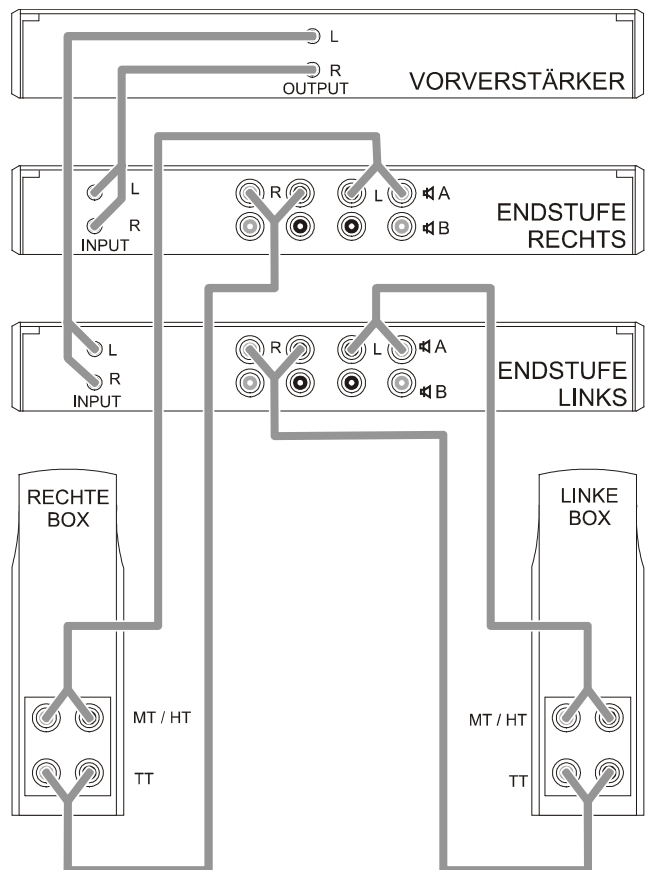 L
R
OUTPUT
VORVERSTÄRKER
L
R
INPUT
R
L
A
B
ENDSTUFE
RECHTS
L
R
INPUT
R
L
A
B
ENDSTUFE
LINKS
RECHTE
BOX
MT / HT
TT
LINKE
BOX
MT / HT
TT